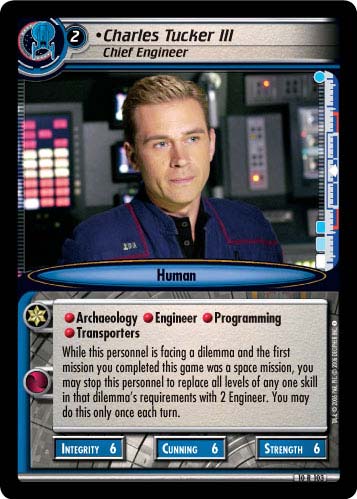 2
•Charles Tucker III
Chief Engineer
Human
Archaeology Engineer Programming
Transporters
While this personnel is facing a dilemma and the first
mission you completed this game was a space mission, you
may stop this personnel to replace all levels of any one skill
in that dilemma's requirements with 2 Engineer. You may
do this only once each turn.
INTEGRITY 6
CUNNING 6
STRENGTH 6
10 R 103